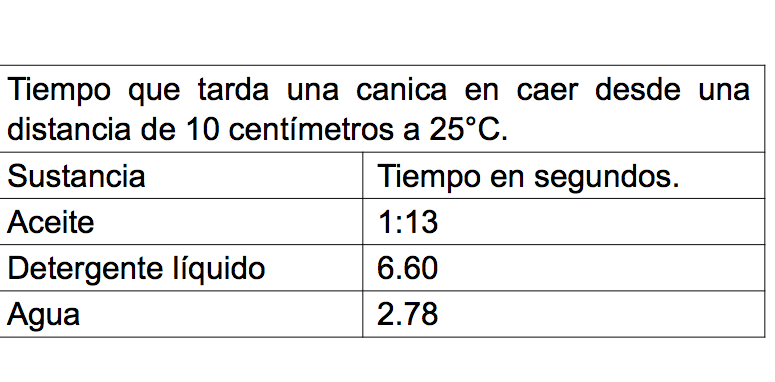 Tiempo que tarda una canica en caer desde una
distancia de 10 centímetros a 25°C.
Sustancia Tiempo en segundos.
Aceite 1:13
Detergente líquido 6.60
Agua 2.78